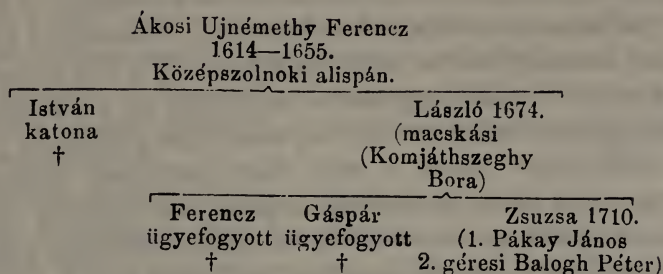 Ákosi Ujnémethy Ferencz
1614—1655.
Középszolnoki alispán.
István László 1674.
katona (macskási
† (Komjáthszeghy
Bora)
Ferencz Gáspár Zsuzsa 1710.
ügyefogyott ügyefogyott (1. Pákay János
† † 2. géresi Balogh Péter)